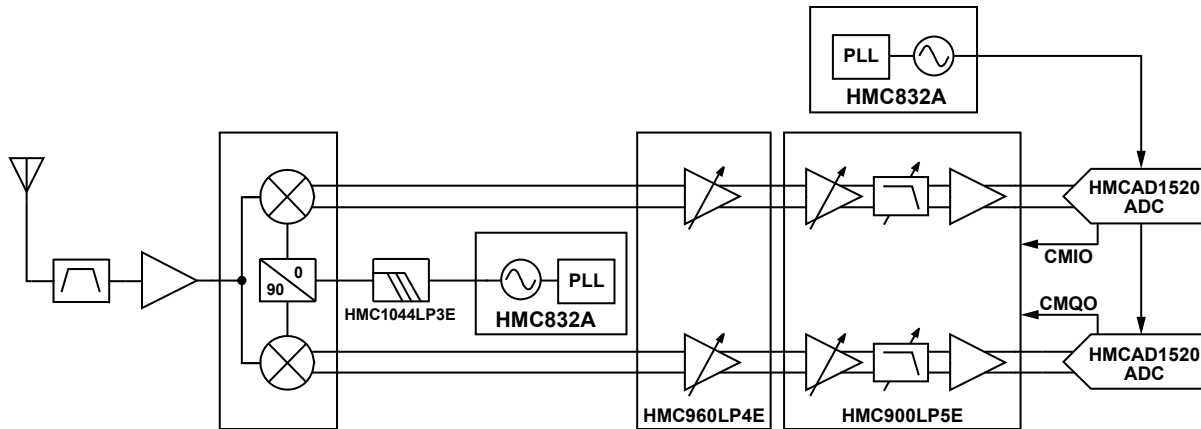 PLL
HMC832A
HMCAD1520
ADC
CMIO
0
90
HMC1044LP3E
PLL
HMC832A
CMQO
HMCAD1520
ADC
HMC960LP4E
HMC900LP5E